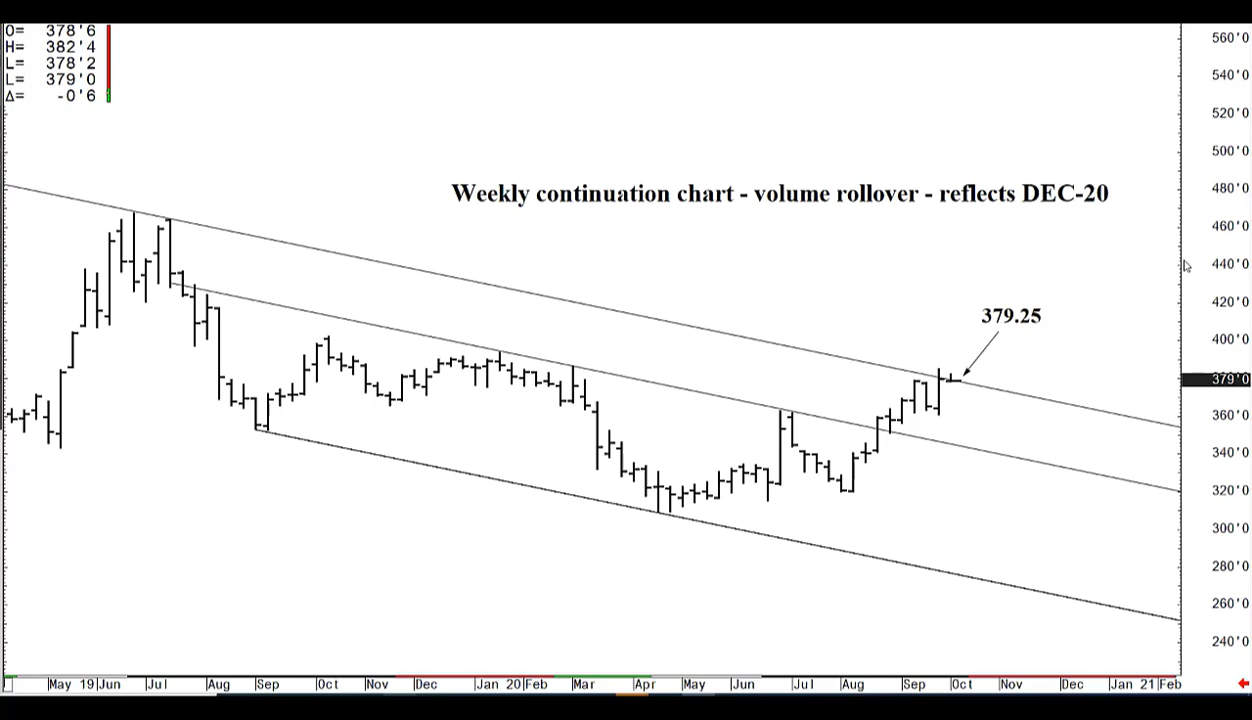 O= 378'6
H= 382'4
L= 378'2
L= 379'0
Δ= -0'6
Weekly continuation chart - volume rollover - reflects DEC-20
379.25
560'0
540'0
520'0
500'0
480'0
460'0
440'0
420'0
400'0
379'0
360'0
340'0
320'0
300'0
280'0
260'0
240'0
May 19 Jun Jul Aug Sep Oct Nov Dec Jan 20 Feb Mar Apr May Jun Jul Aug Sep Oct Nov Dec Jan 21 Feb